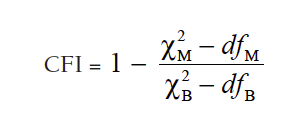 CFI = 1 − (χ²_M − df_M) / (χ²_B − df_B)